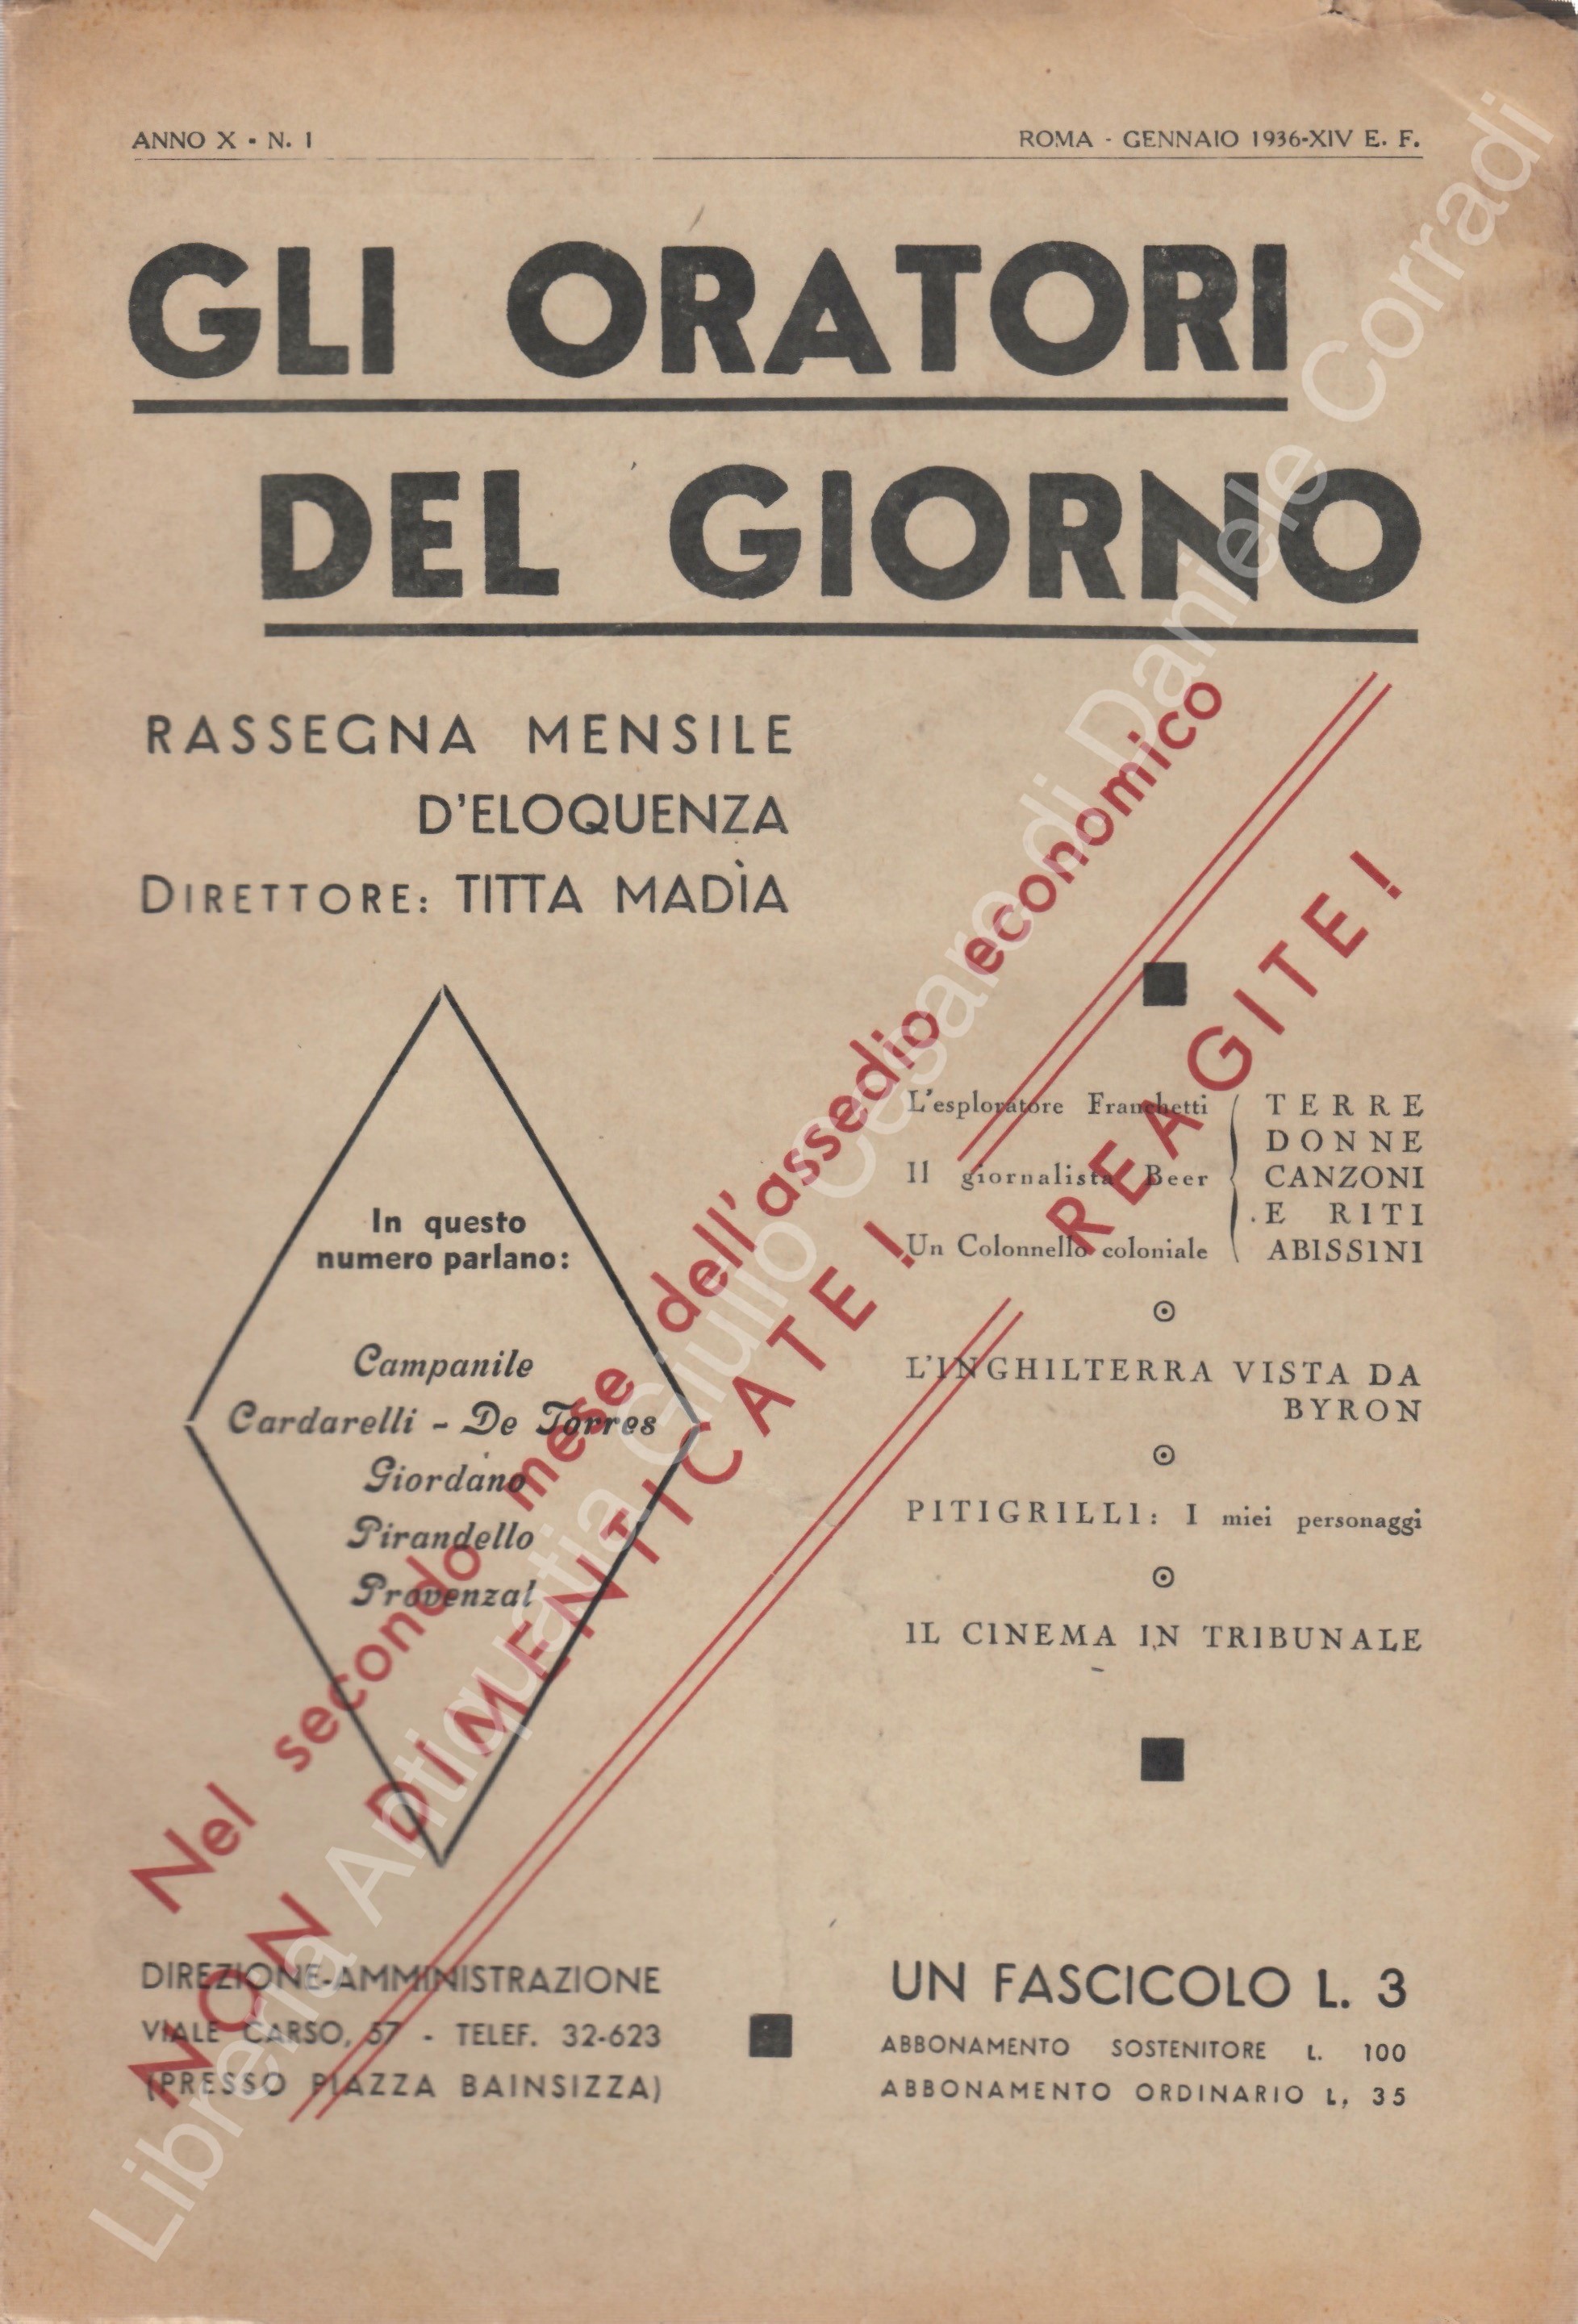 ANNO X - N. 1
ROMA - GENNAIO 1936-XIV E. F.
GLI ORATORI
DEL GIORNO
RASSEGNA MENSILE
D'ELOQUENZA
DIRETTORE: TITTA MADÌA
Nel secondo mese dell'assedio economico
NON DIMENTICATE! REAGITE!
In questo
numero parlano:
Campanile
Cardarelli - De Torres
Giordano
Pirandello
Provenzal
L'esploratore Franchetti
Il giornalista Beer
Un Colonnello coloniale
TERRE
DONNE
CANZONI
E RITI
ABISSINI
L'INGHILTERRA VISTA DA
BYRON
PITIGRILLI: I miei personaggi
IL CINEMA IN TRIBUNALE
DIREZIONE-AMMINISTRAZIONE
VIALE CARSO, 57 - TELEF. 32-623
(PRESSO PIAZZA BAINSIZZA)
UN FASCICOLO L. 3
ABBONAMENTO SOSTENITORE L. 100
ABBONAMENTO ORDINARIO L, 35
Libreria Antiquaria Giulio Cesare di Daniele Corradi